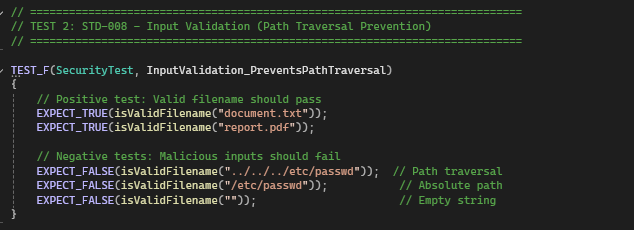 // ===========================================================================
// TEST 2: STD-008 - Input Validation (Path Traversal Prevention)
// ===========================================================================
TEST_F(SecurityTest, InputValidation_PreventsPathTraversal)
{
    // Positive test: Valid filename should pass
    EXPECT_TRUE(isValidFilename("document.txt"));
    EXPECT_TRUE(isValidFilename("report.pdf"));
    // Negative tests: Malicious inputs should fail
    EXPECT_FALSE(isValidFilename("../../../etc/passwd"));  // Path traversal
    EXPECT_FALSE(isValidFilename("/etc/passwd"));           // Absolute path
    EXPECT_FALSE(isValidFilename(""));                      // Empty string
}